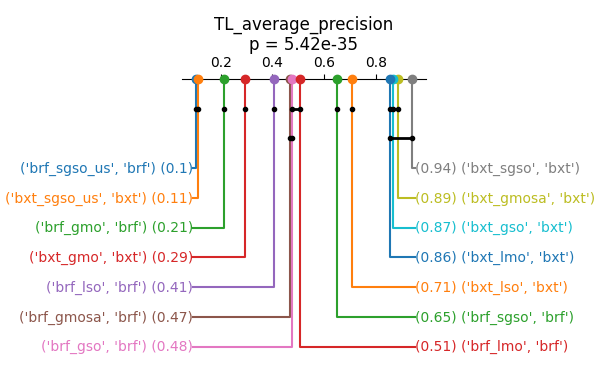 TL_average_precision
p = 5.42e-35
0.2 0.4 0.6 0.8
('brf_sgso_us', 'brf') (0.1) (0.94) ('bxt_sgso', 'bxt')
('bxt_sgso_us', 'bxt') (0.11) (0.89) ('bxt_gmosa', 'bxt')
('brf_gmo', 'brf') (0.21) (0.87) ('bxt_gso', 'bxt')
('bxt_gmo', 'bxt') (0.29) (0.86) ('bxt_lmo', 'bxt')
('brf_lso', 'brf') (0.41) (0.71) ('bxt_lso', 'bxt')
('brf_gmosa', 'brf') (0.47) (0.65) ('brf_sgso', 'brf')
('brf_gso', 'brf') (0.48) (0.51) ('brf_lmo', 'brf')